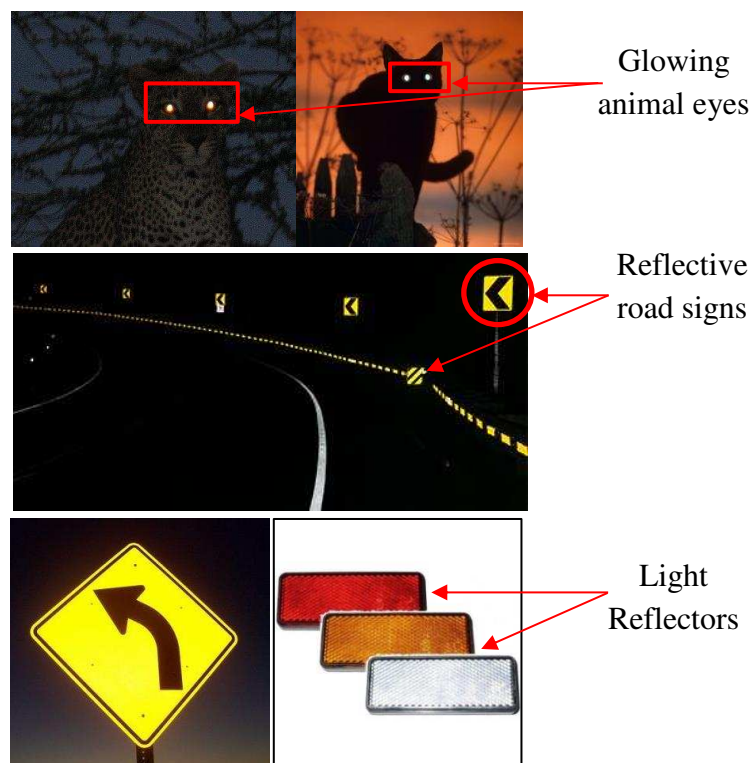 Glowing
animal eyes
Reflective
road signs
Light
Reflectors